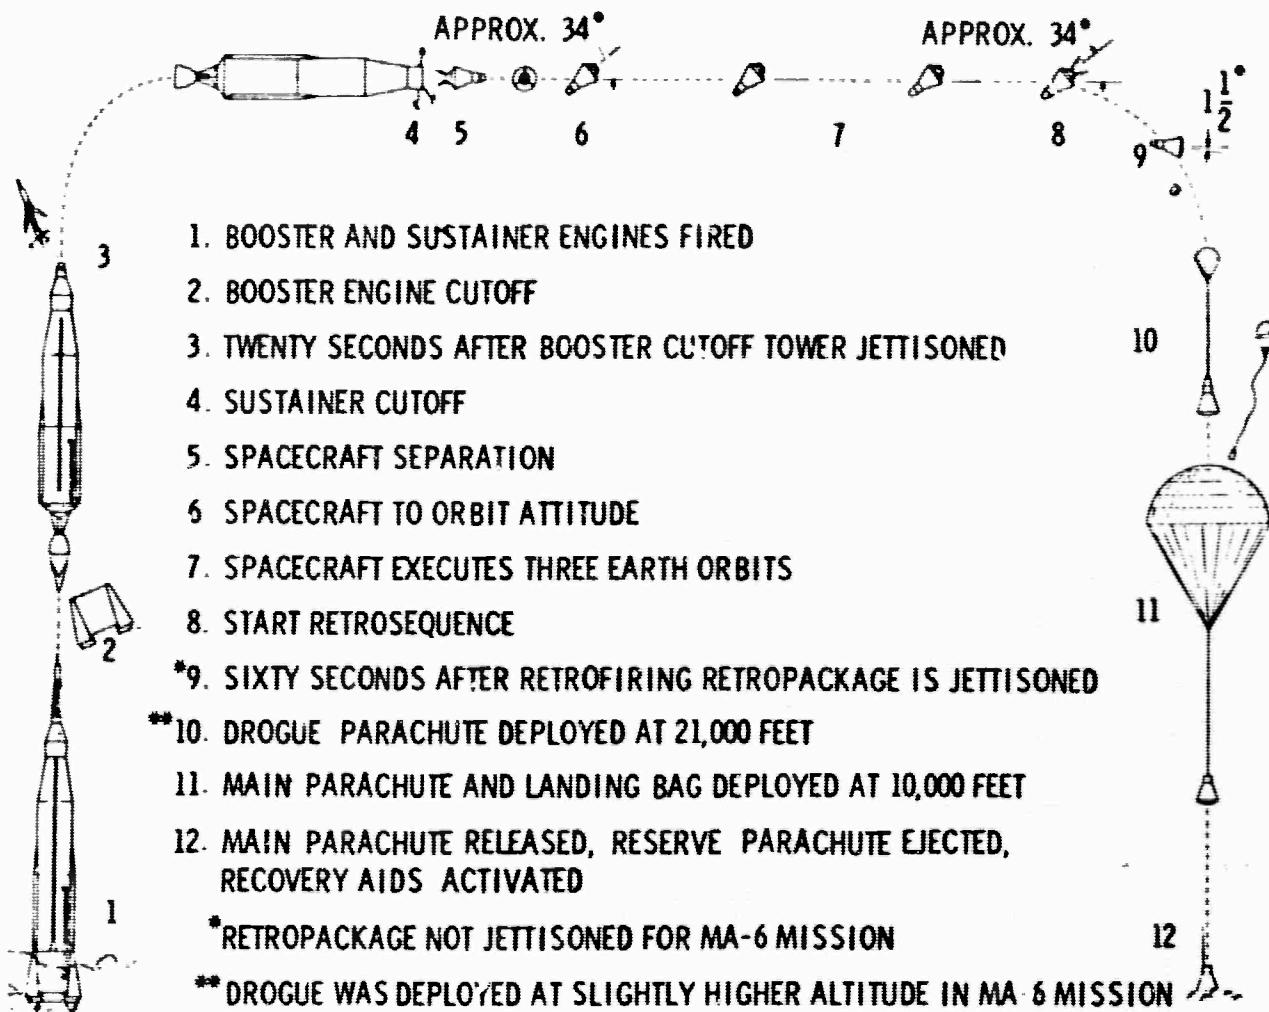 APPROX. 34°
APPROX. 34°
4
5
6
7
8
1 1/2°
9
3
1. BOOSTER AND SUSTAINER ENGINES FIRED
2. BOOSTER ENGINE CUTOFF
3. TWENTY SECONDS AFTER BOOSTER CUTOFF TOWER JETTISONED
10
4. SUSTAINER CUTOFF
5. SPACECRAFT SEPARATION
6 SPACECRAFT TO ORBIT ATTITUDE
7. SPACECRAFT EXECUTES THREE EARTH ORBITS
11
8. START RETROSEQUENCE
2
*9. SIXTY SECONDS AFTER RETROFIRING RETROPACKAGE IS JETTISONED
**10. DROGUE PARACHUTE DEPLOYED AT 21,000 FEET
11. MAIN PARACHUTE AND LANDING BAG DEPLOYED AT 10,000 FEET
12. MAIN PARACHUTE RELEASED, RESERVE PARACHUTE EJECTED,
RECOVERY AIDS ACTIVATED
1
*RETROPACKAGE NOT JETTISONED FOR MA-6 MISSION
12
**DROGUE WAS DEPLOYED AT SLIGHTLY HIGHER ALTITUDE IN MA-6 MISSION